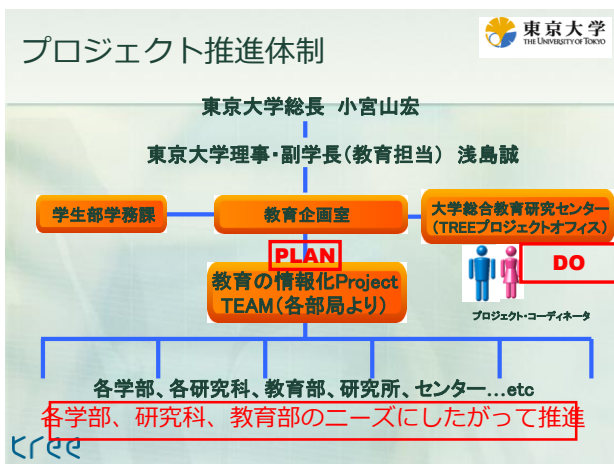 プロジェクト推進体制
東京大学
THE UNIVERSITY OF TOKYO
東京大学総長 小宮山宏
東京大学理事・副学長(教育担当) 浅島誠
学生部学務課
教育企画室
大学総合教育研究センター
(TREEプロジェクトオフィス)
PLAN
DO
教育の情報化Project
TEAM(各部局より)
プロジェクト・コーディネータ
各学部、各研究科、教育部、研究所、センター…etc
各学部、研究科、教育部のニーズにしたがって推進
tree